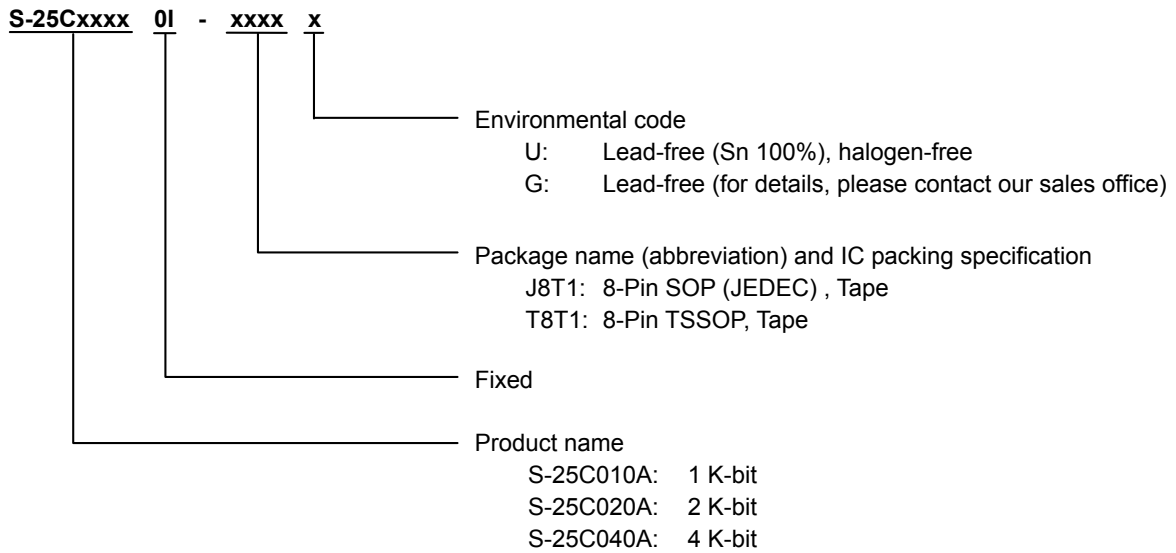 S-25Cxxxx 0I - xxxx x
Environmental code
U: Lead-free (Sn 100%), halogen-free
G: Lead-free (for details, please contact our sales office)
Package name (abbreviation) and IC packing specification
J8T1: 8-Pin SOP (JEDEC) , Tape
T8T1: 8-Pin TSSOP, Tape
Fixed
Product name
S-25C010A: 1 K-bit
S-25C020A: 2 K-bit
S-25C040A: 4 K-bit